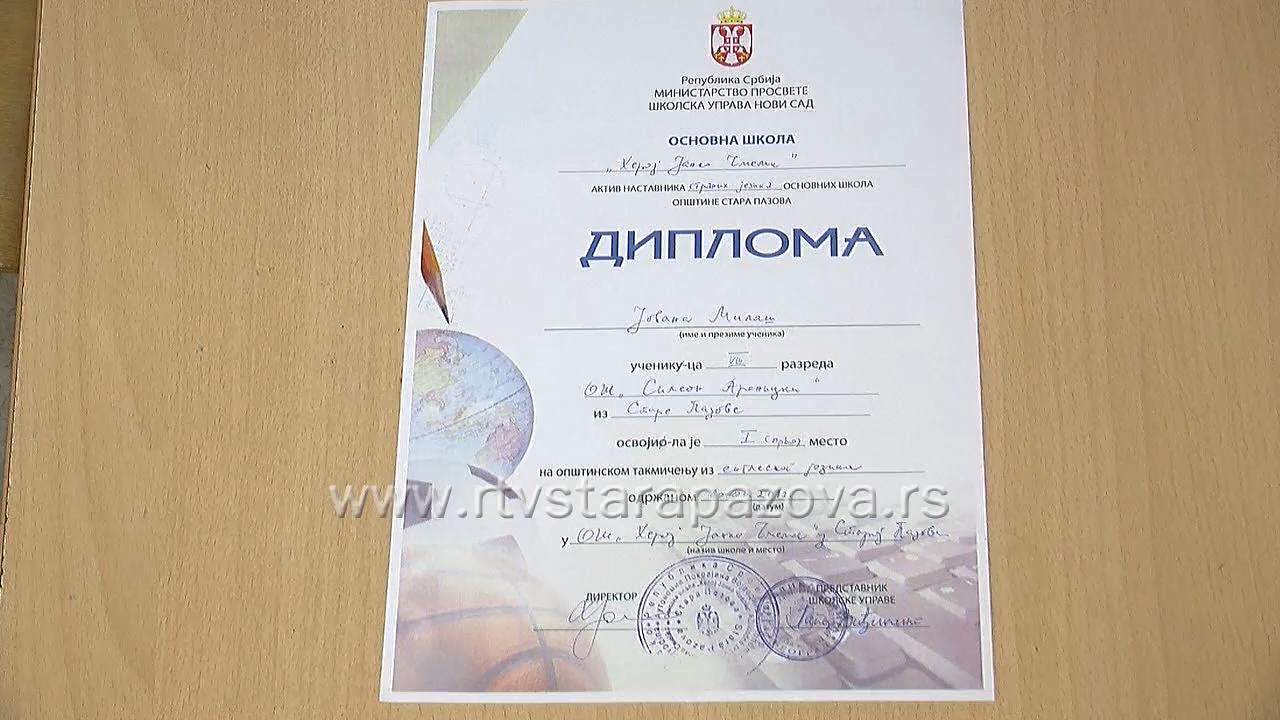 Република Србија
МИНИСТАРСТВО ПРОСВЕТЕ
ШКОЛСКА УПРАВА НОВИ САД
ОСНОВНА ШКОЛА
„Херој Јанко Чмелик"
АКТИВ НАСТАВНИКА страних језика ОСНОВНИХ ШКОЛА
ОПШТИНЕ СТАРА ПАЗОВА
ДИПЛОМА
Јована Милаш
(име и презиме ученика)
ученику-ца VIII разреда
ОШ „Симеон Араницки"
из Старе Пазове
освојио-ла је I (прво) место
на општинском такмичењу из енглеског језика
одржаном
www.rtvstarapazova.rs
(датум)
у ОШ „Херој Јанко Чмелик" у Старој Пазови
(назив школе и место)
ДИРЕКТОР
ПРЕДСТАВНИК
ШКОЛСКЕ УПРАВЕ